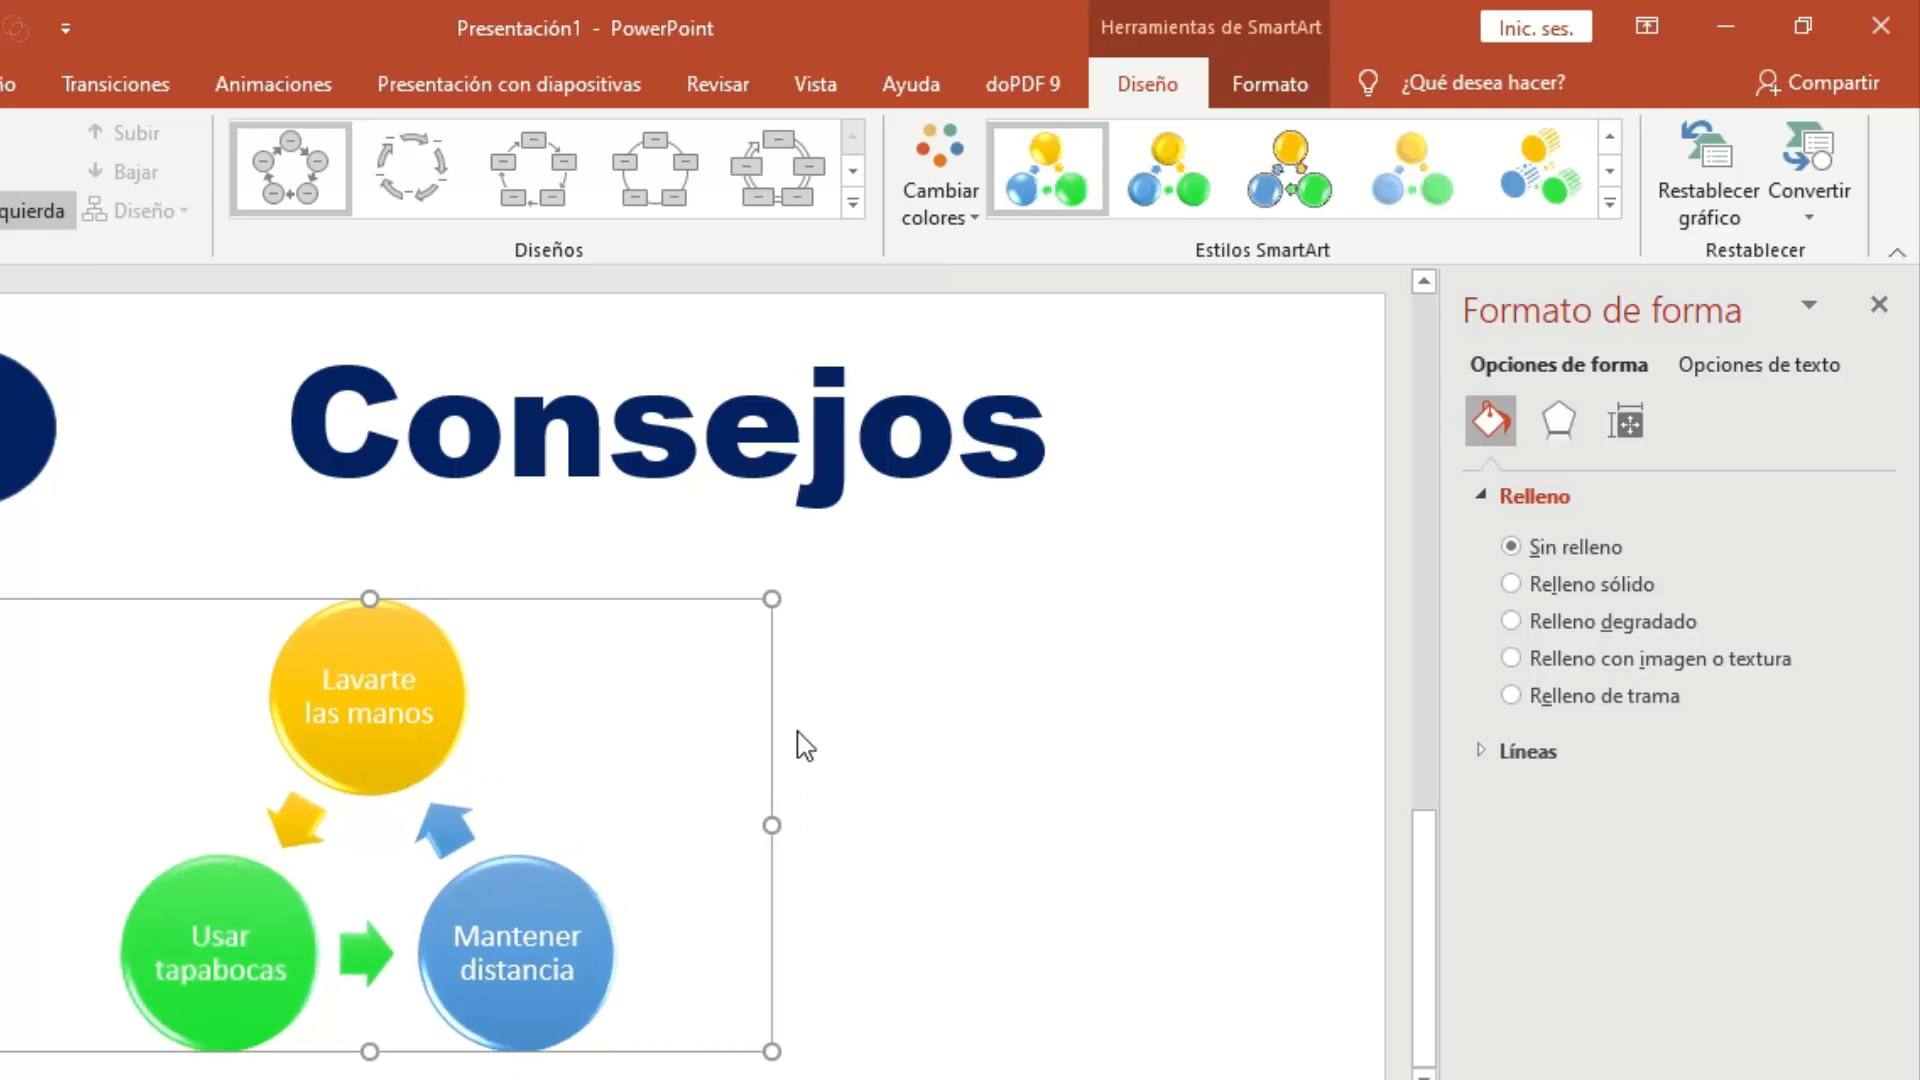 Presentación1 - PowerPoint
Herramientas de SmartArt
Inic. ses.
Transiciones
Animaciones
Presentación con diapositivas
Revisar
Vista
Ayuda
doPDF 9
Diseño
Formato
¿Qué desea hacer?
Compartir
Subir
Bajar
Diseño
quierda
Diseños
Cambiar
colores
Estilos SmartArt
Restablecer
gráfico
Convertir
Restablecer
Consejos
Lavarte
las manos
Usar
tapabocas
Mantener
distancia
Formato de forma
Opciones de forma
Opciones de texto
Relleno
Sin relleno
Relleno sólido
Relleno degradado
Relleno con imagen o textura
Relleno de trama
Líneas